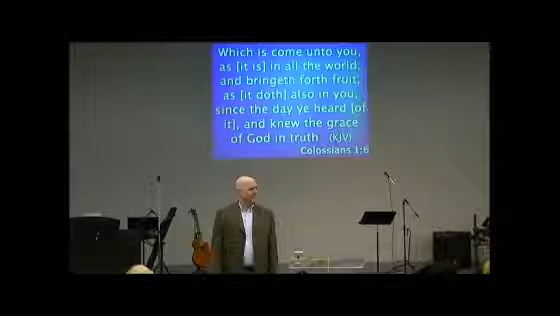 Which is come unto you,
as [it is] in all the world;
and bringeth forth fruit,
as [it doth] also in you,
since the day ye heard [of
it], and knew the grace
of God in truth (KJV)
Colossians 1:6